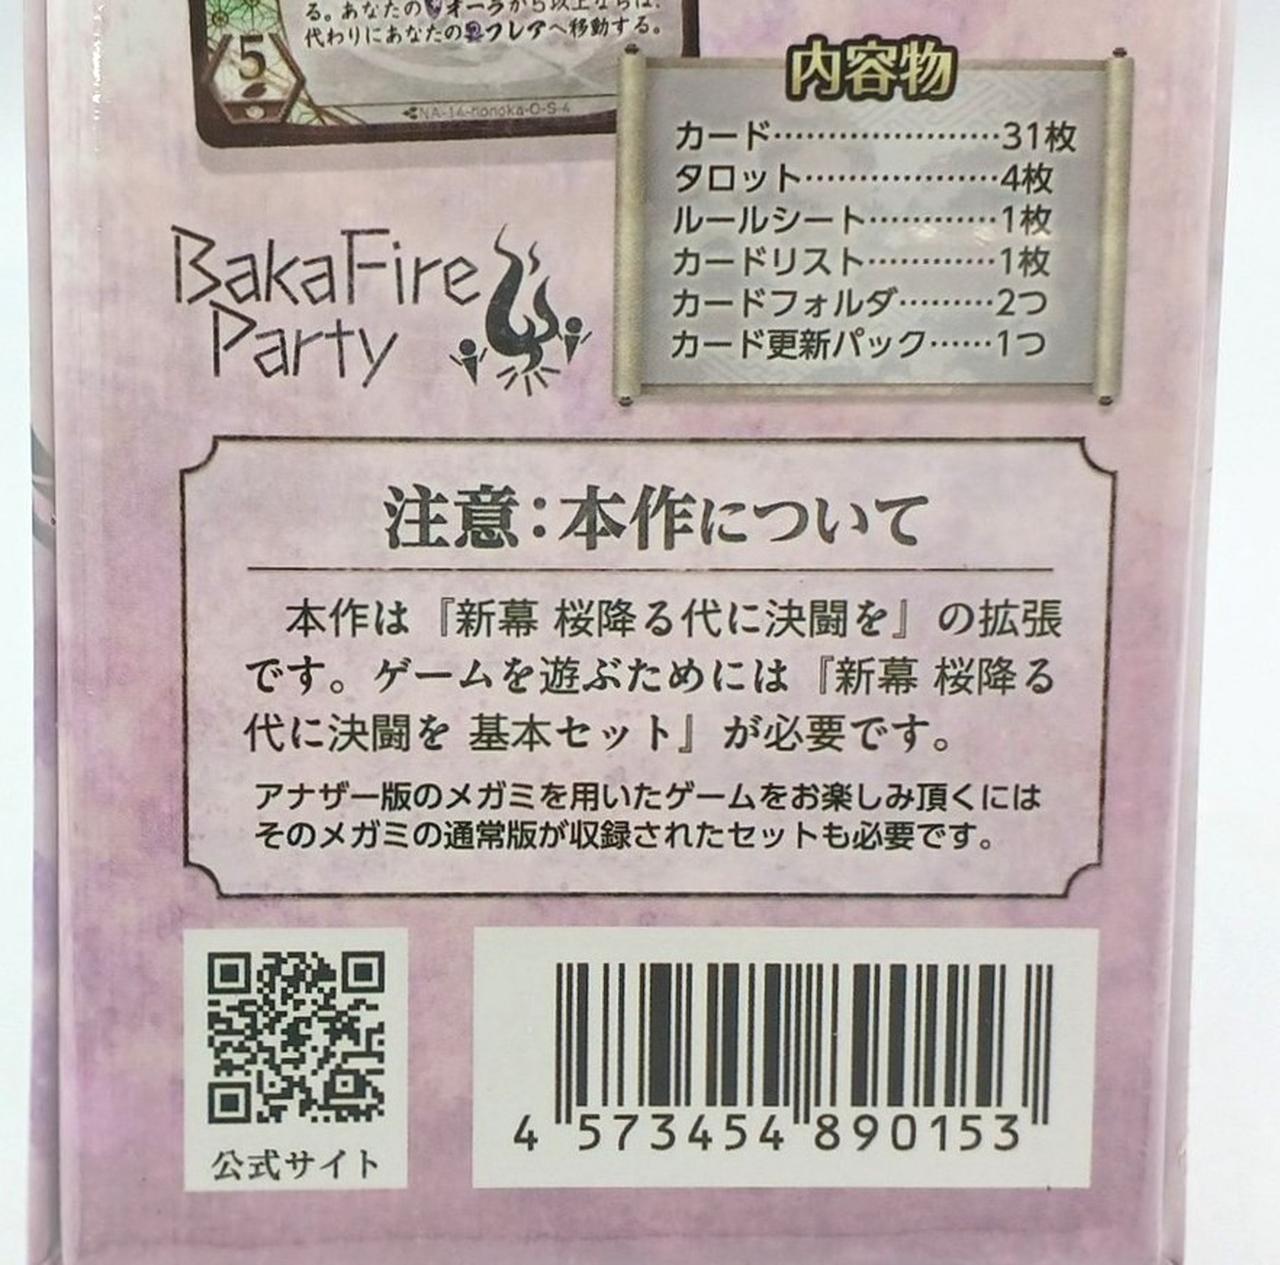 る。あなたのオーラが5以上ならば、
代わりにあなたのフレアへ移動する。
5
NA-14-honoka-O-S-4
内容物
カード…………………31枚
タロット………………4枚
ルールシート…………1枚
カードリスト…………1枚
カードフォルダ………2つ
カード更新パック……1つ
BakaFire
Party
注意：本作について
本作は『新幕 桜降る代に決闘を』の拡張
です。ゲームを遊ぶためには『新幕 桜降る
代に決闘を 基本セット』が必要です。
アナザー版のメガミを用いたゲームをお楽しみ頂くには
そのメガミの通常版が収録されたセットも必要です。
公式サイト
4 573454 890153